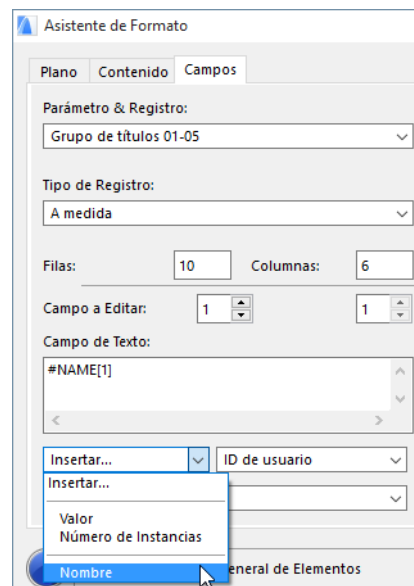 Asistente de Formato
Plano Contenido Campos
Parámetro & Registro:
Grupo de títulos 01-05
Tipo de Registro:
A medida
Filas: 10 Columnas: 6
Campo a Editar: 1 1
Campo de Texto:
#NAME[1]
Insertar... ID de usuario
Insertar...
Valor
Número de Instancias
Nombre
de Elementos